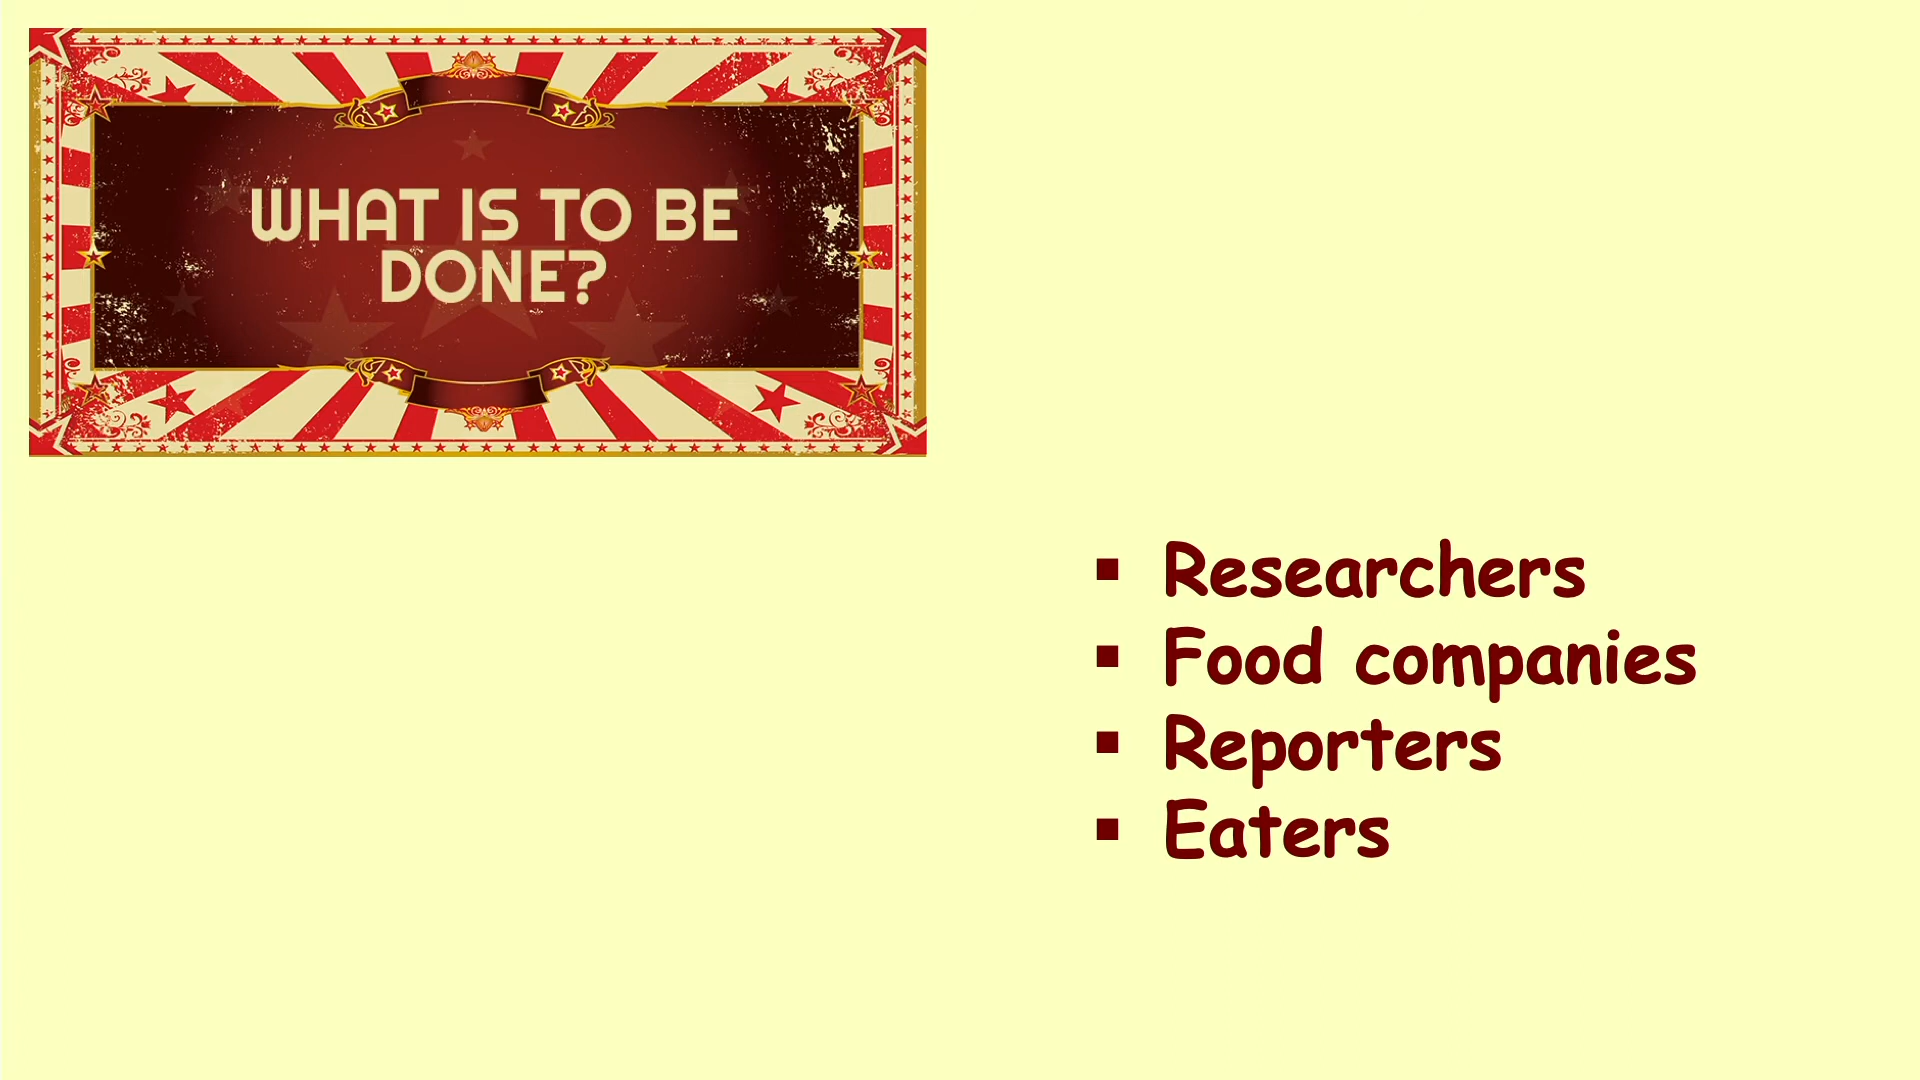 WHAT IS TO BE
DONE?
▪ Researchers
▪ Food companies
▪ Reporters
▪ Eaters